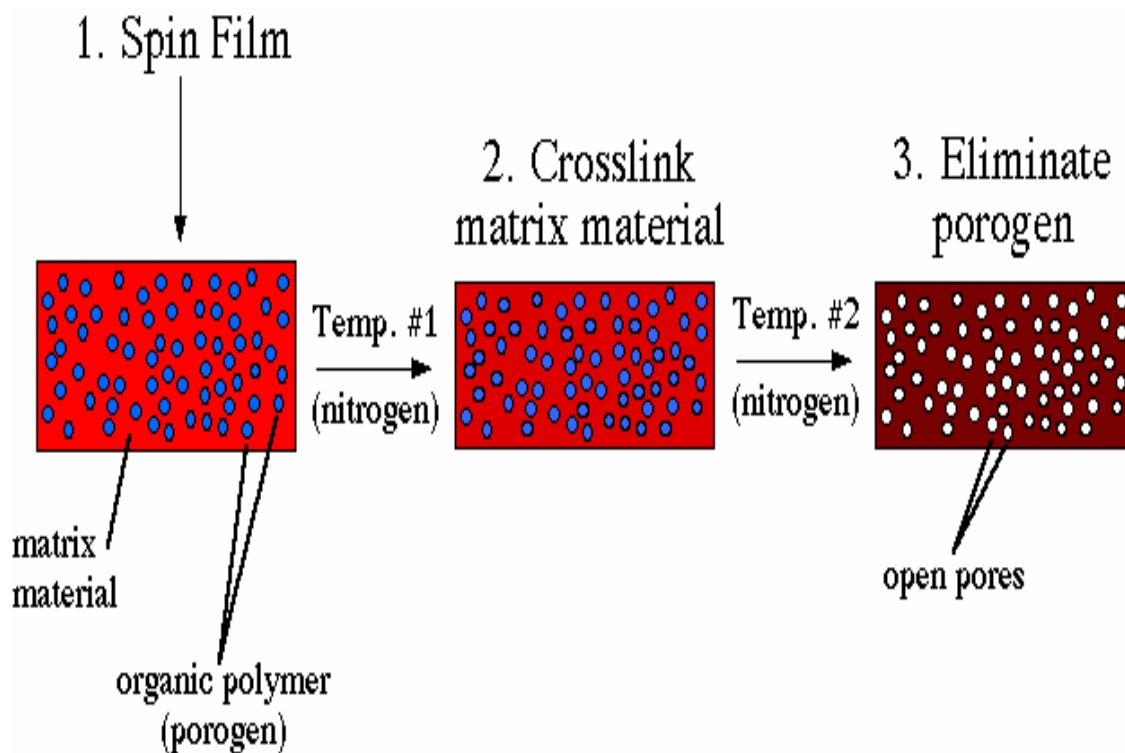 1. Spin Film
2. Crosslink
matrix material
3. Eliminate
porogen
Temp. #1
(nitrogen)
Temp. #2
(nitrogen)
matrix
material
organic polymer
(porogen)
open pores